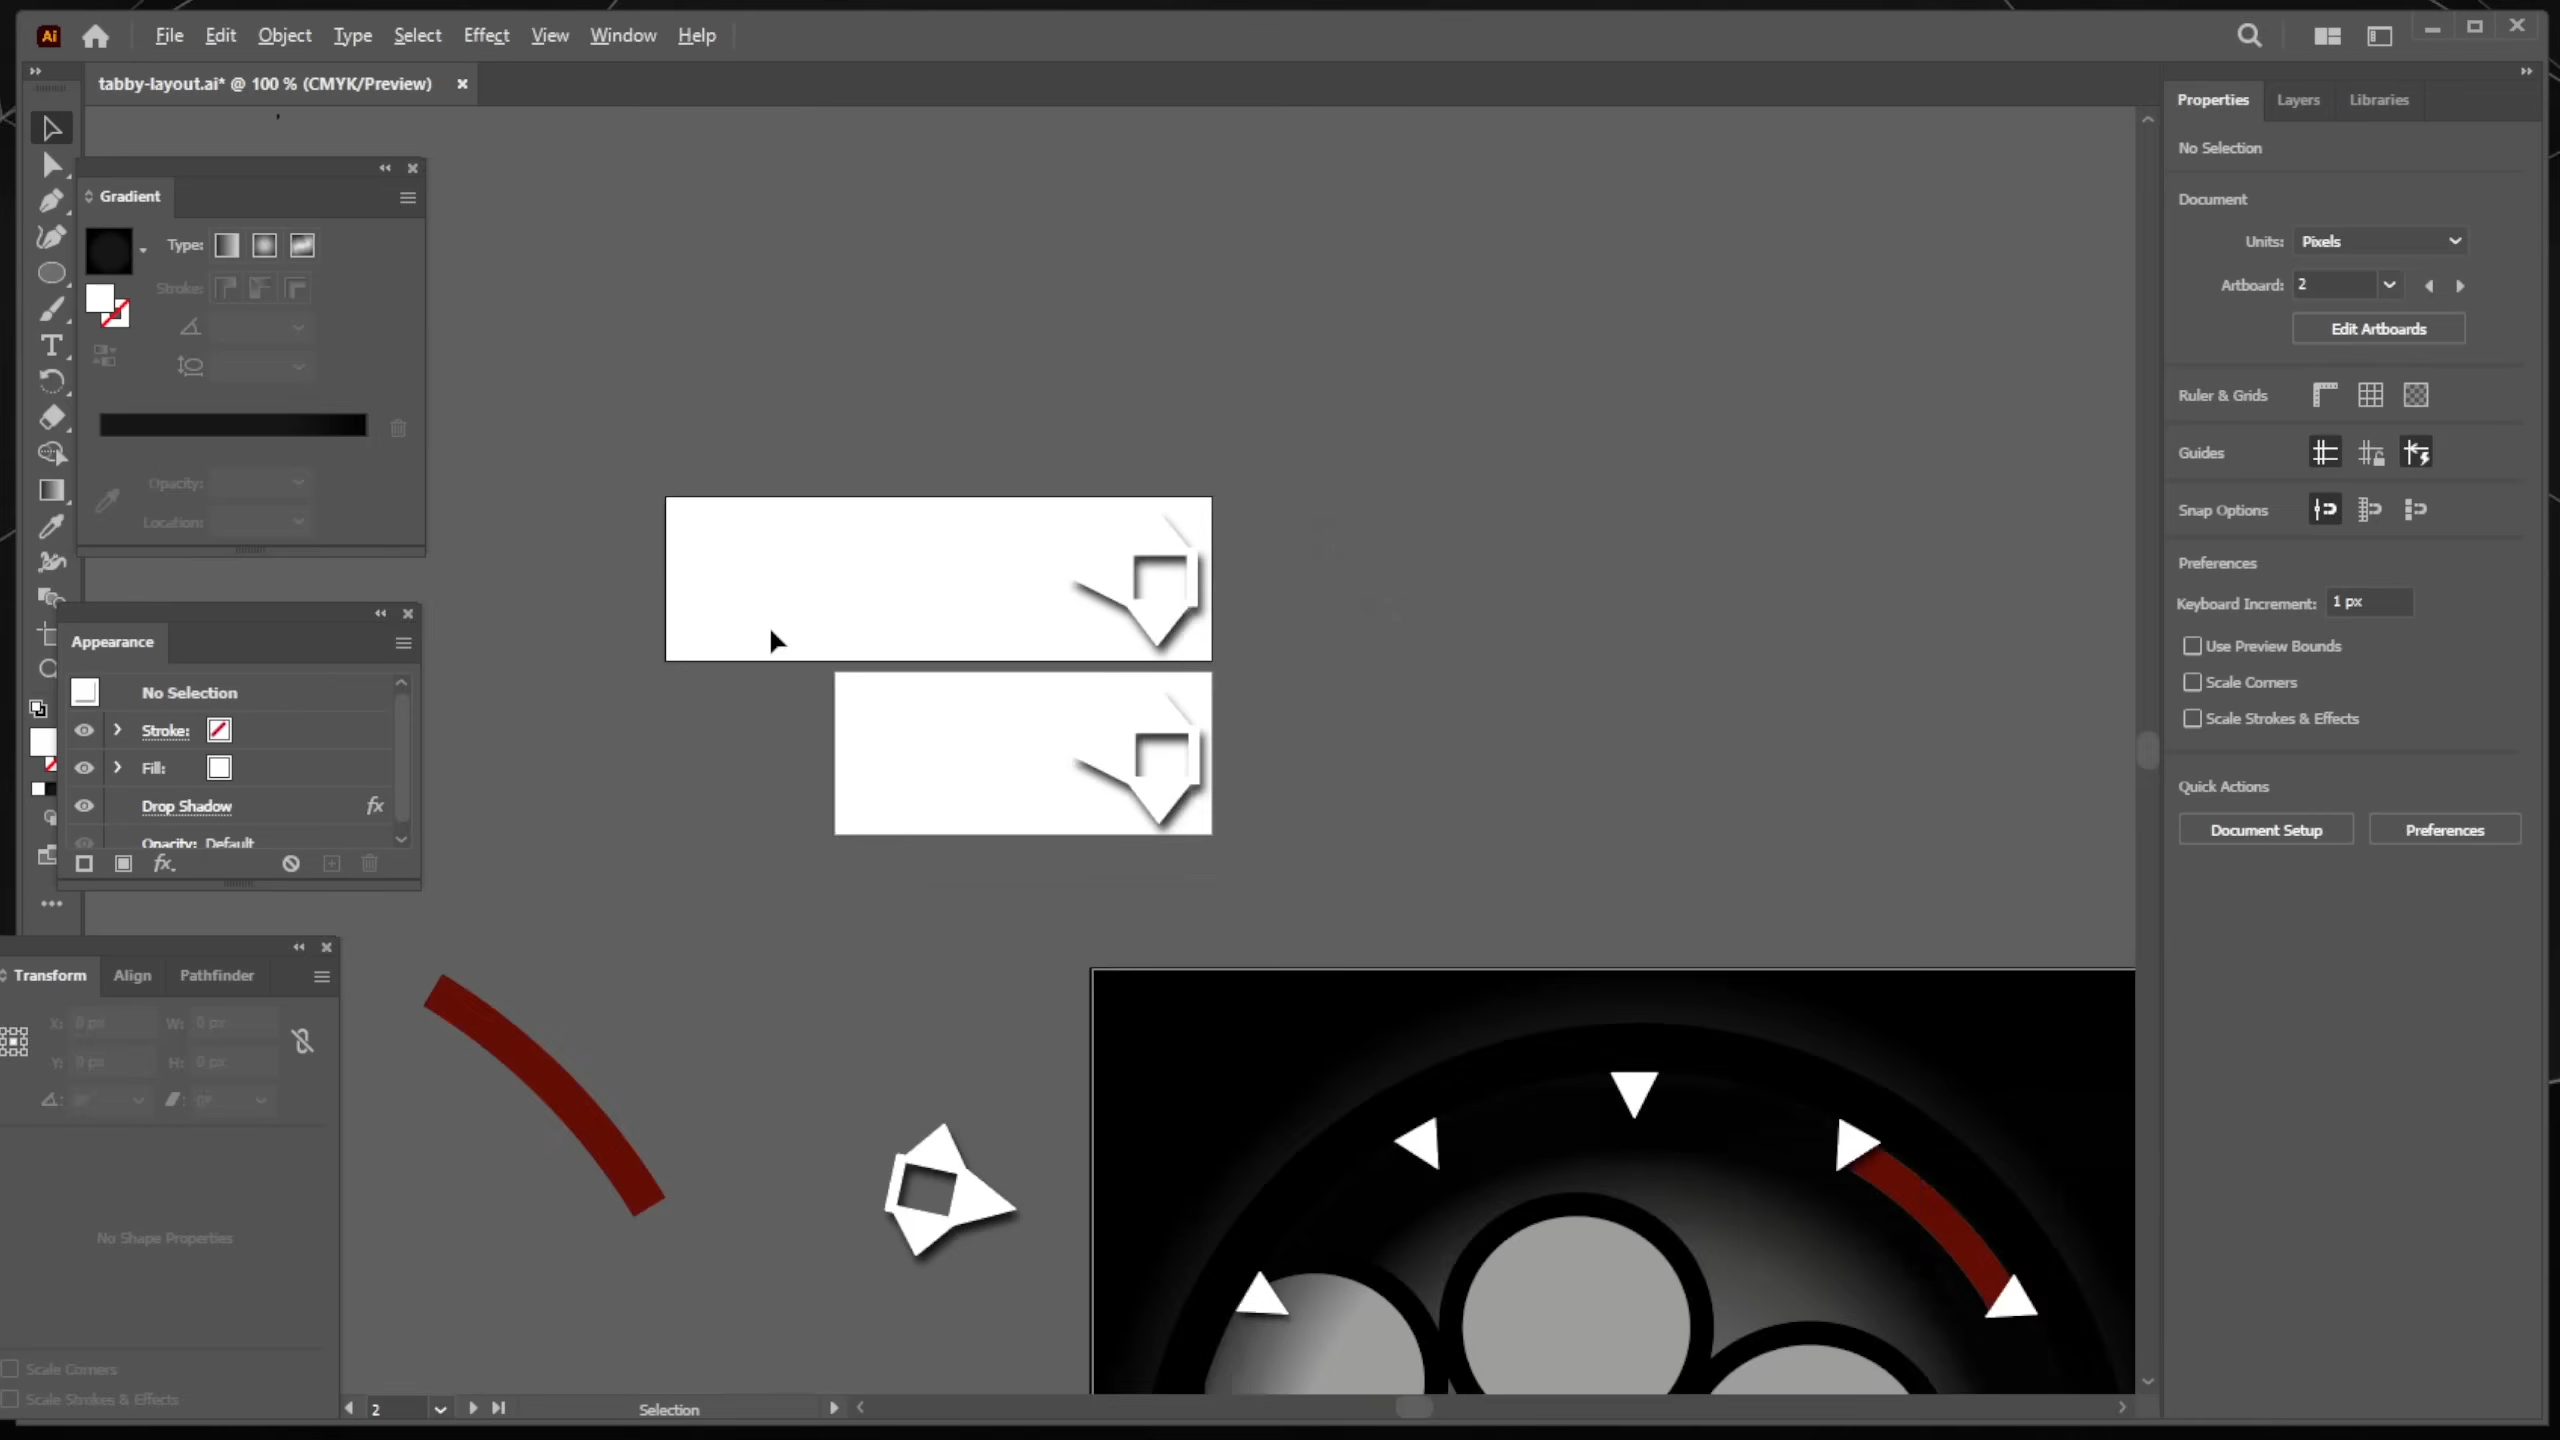 Ai File Edit Object Type Select Effect View Window Help
tabby-layout.ai* @ 100 % (CMYK/Preview)
Gradient
Type:
Stroke:
Opacity:
Location:
Appearance
No Selection
Stroke:
Fill:
Drop Shadow fx
Opacity: Default
fx
Transform Align Pathfinder
X: 0 px W: 0 px
Y: 0 px H: 0 px
No Shape Properties
Scale Corners
Scale Strokes & Effects
2 Selection
Properties Layers Libraries
No Selection
Document
Units: Pixels
Artboard: 2
Edit Artboards
Ruler & Grids
Guides
Snap Options
Preferences
Keyboard Increment: 1 px
Use Preview Bounds
Scale Corners
Scale Strokes & Effects
Quick Actions
Document Setup Preferences